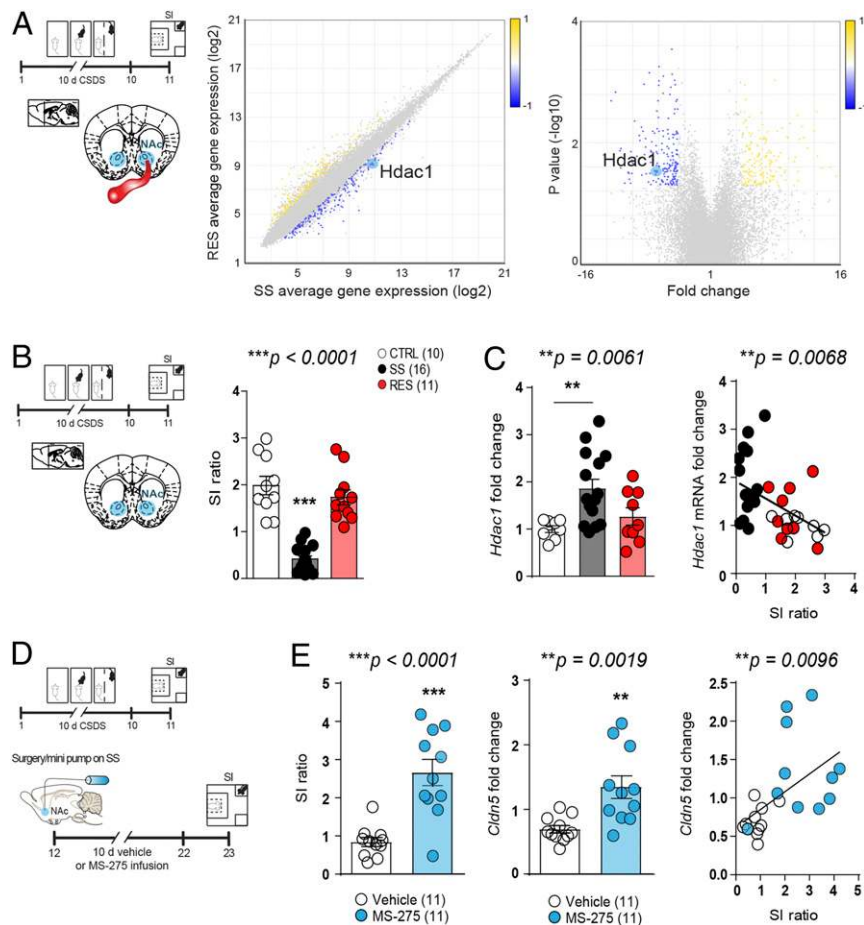 A
SI
1 10 d CSDS 10 11
NAc
RES average gene expression (log2)
21
19
17
15
13
11
9
7
5
3
1
5 9 13 17 21
SS average gene expression (log2)
Hdac1
1
-1
P value (-log10)
4
2
0
-16 1 16
Fold change
Hdac1
1
-1
B
SI
1 10 d CSDS 10 11
NAc
***p < 0.0001
CTRL (10)
SS (16)
RES (11)
SI ratio
4
3
2
1
0
***
C
**p = 0.0061
**
Hdac1 fold change
4
3
2
1
0
**p = 0.0068
Hdac1 mRNA fold change
4
3
2
1
0
0 1 2 3 4
SI ratio
D
SI
1 10 d CSDS 10 11
Surgery/mini pump on SS
NAc
SI
12 10 d vehicle 22 23
or MS-275 infusion
E
***p < 0.0001
***
SI ratio
5
4
3
2
1
0
Vehicle (11)
MS-275 (11)
**p = 0.0019
**
Cldn5 fold change
3
2
1
0
Vehicle (11)
MS-275 (11)
**p = 0.0096
Cldn5 fold change
2.5
2.0
1.5
1.0
0.5
0.0
0 1 2 3 4 5
SI ratio